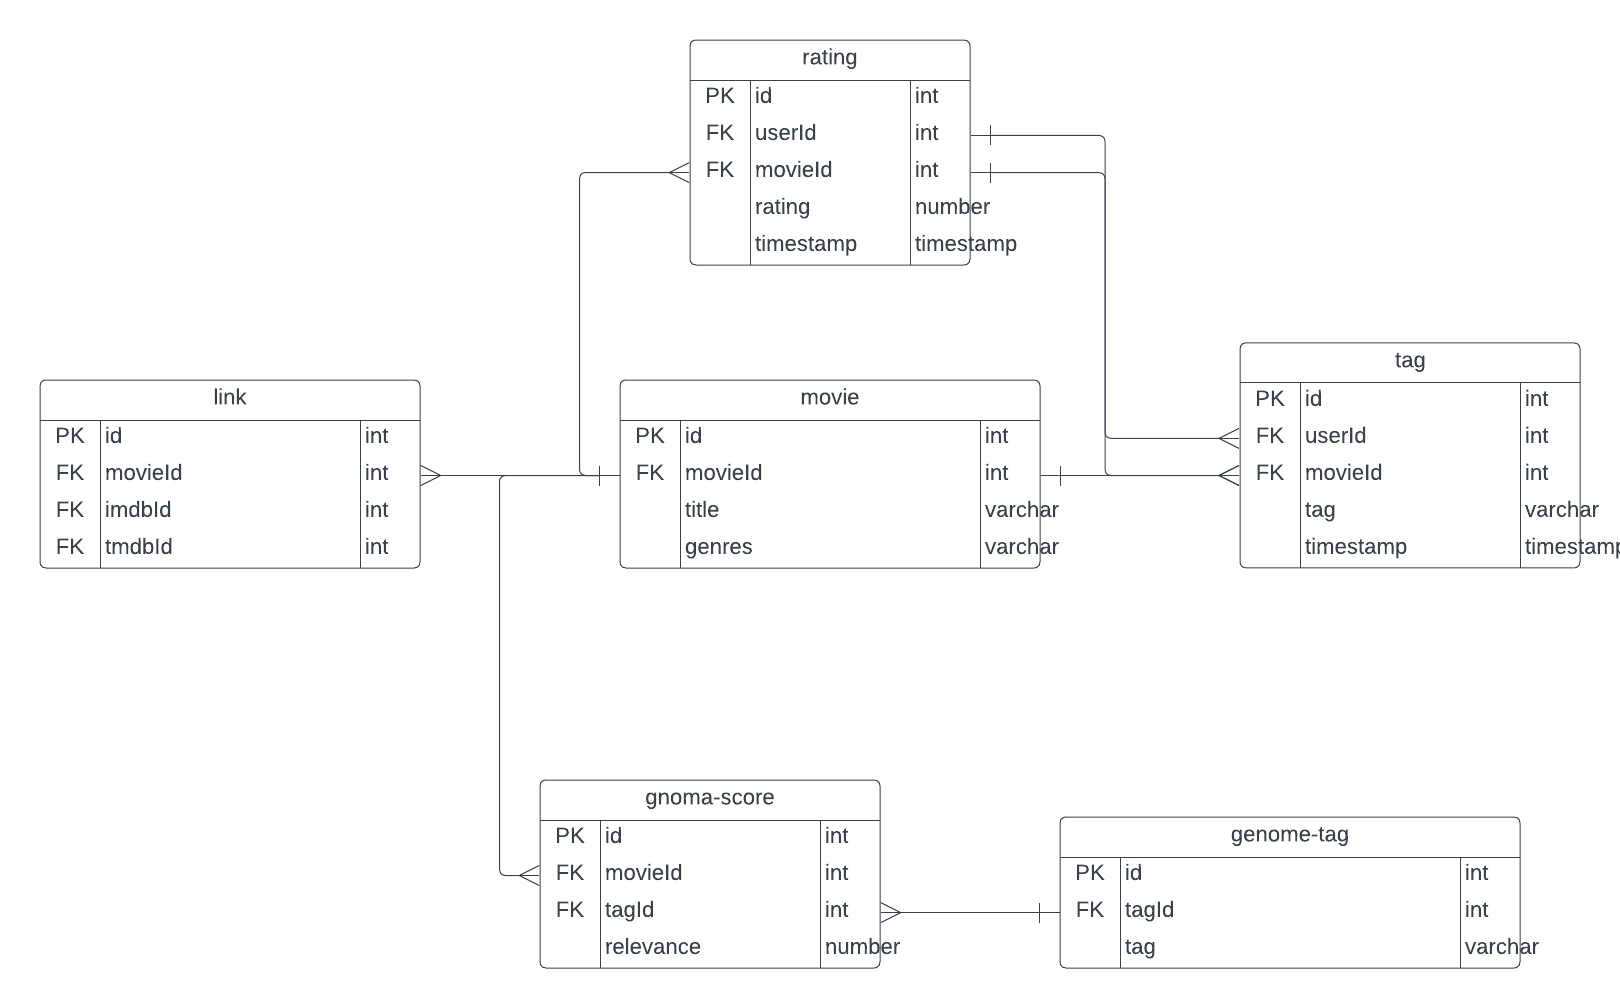 rating
PK id int
FK userId int
FK movieId int
rating number
timestamp timestamp
link
PK id int
FK movieId int
FK imdbId int
FK tmdbId int
movie
PK id int
FK movieId int
title varchar
genres varchar
tag
PK id int
FK userId int
FK movieId int
tag varchar
timestamp timestamp
gnoma-score
PK id int
FK movieId int
FK tagId int
relevance number
genome-tag
PK id int
FK tagId int
tag varchar